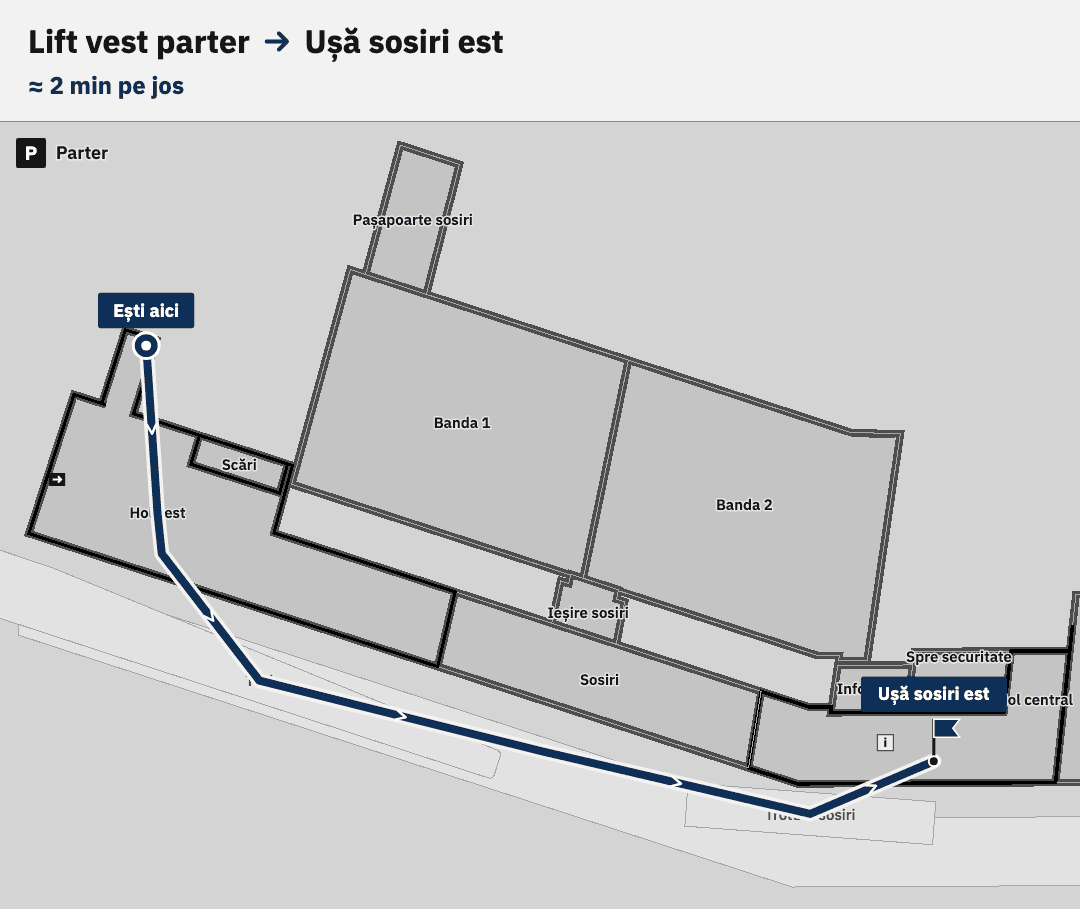 Lift vest parter → Ușă sosiri est
≈ 2 min pe jos
P Parter
Pașapoarte sosiri
Ești aici
Banda 1
Scări
Banda 2
Ieșire sosiri
Spre securitate
Sosiri
Ușă sosiri est
central
i
sosiri